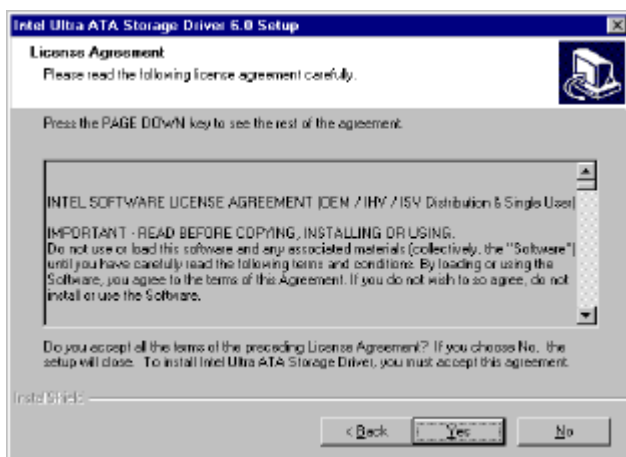 Intel Ultra ATA Storage Driver 6.0 Setup
License Agreement
Please read the following license agreement carefully.
Press the PAGE DOWN key to see the rest of the agreement.
INTEL SOFTWARE LICENSE AGREEMENT (OEM / IHV / ISV Distribution & Single User)
IMPORTANT - READ BEFORE COPYING, INSTALLING OR USING.
Do not use or load this software and any associated materials (collectively, the "Software")
until you have carefully read the following terms and conditions. By loading or using the
Software, you agree to the terms of this Agreement. If you do not wish to so agree, do not
install or use the Software.
Do you accept all the terms of the preceding License Agreement? If you choose No, the
setup will close. To install Intel Ultra ATA Storage Driver, you must accept this agreement.
InstallShield
< Back
Yes
No